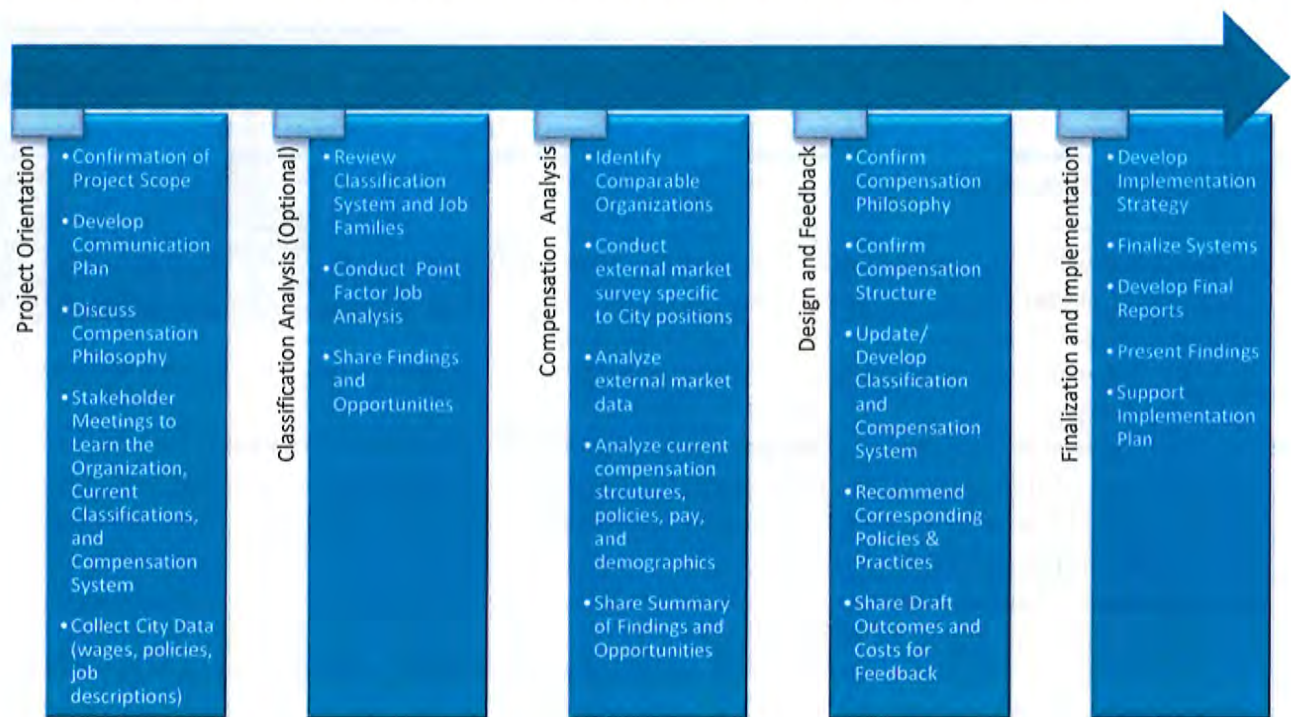 Project Orientation
• Confirmation of
Project Scope
• Develop
Communication
Plan
• Discuss
Compensation
Philosophy
• Stakeholder
Meetings to
Learn the
Organization,
Current
Classifications,
and
Compensation
System
• Collect City Data
(wages, policies,
job
descriptions)
Classification Analysis (Optional)
• Review
Classification
System and Job
Families
• Conduct Point
Factor Job
Analysis
• Share Findings
and
Opportunities
Compensation Analysis
• Identify
Comparable
Organizations
• Conduct
external market
survey specific
to City positions
• Analyze
external market
data
• Analyze current
compensation
strcutures,
policies, pay,
and
demographics
• Share Summary
of Findings and
Opportunities
Design and Feedback
• Confirm
Compensation
Philosophy
• Confirm
Compensation
Structure
• Update/
Develop
Classification
and
Compensation
System
• Recommend
Corresponding
Policies &
Practices
• Share Draft
Outcomes and
Costs for
Feedback
Finalization and Implementation
• Develop
Implementation
Strategy
• Finalize Systems
• Develop Final
Reports
• Present Findings
• Support
Implementation
Plan